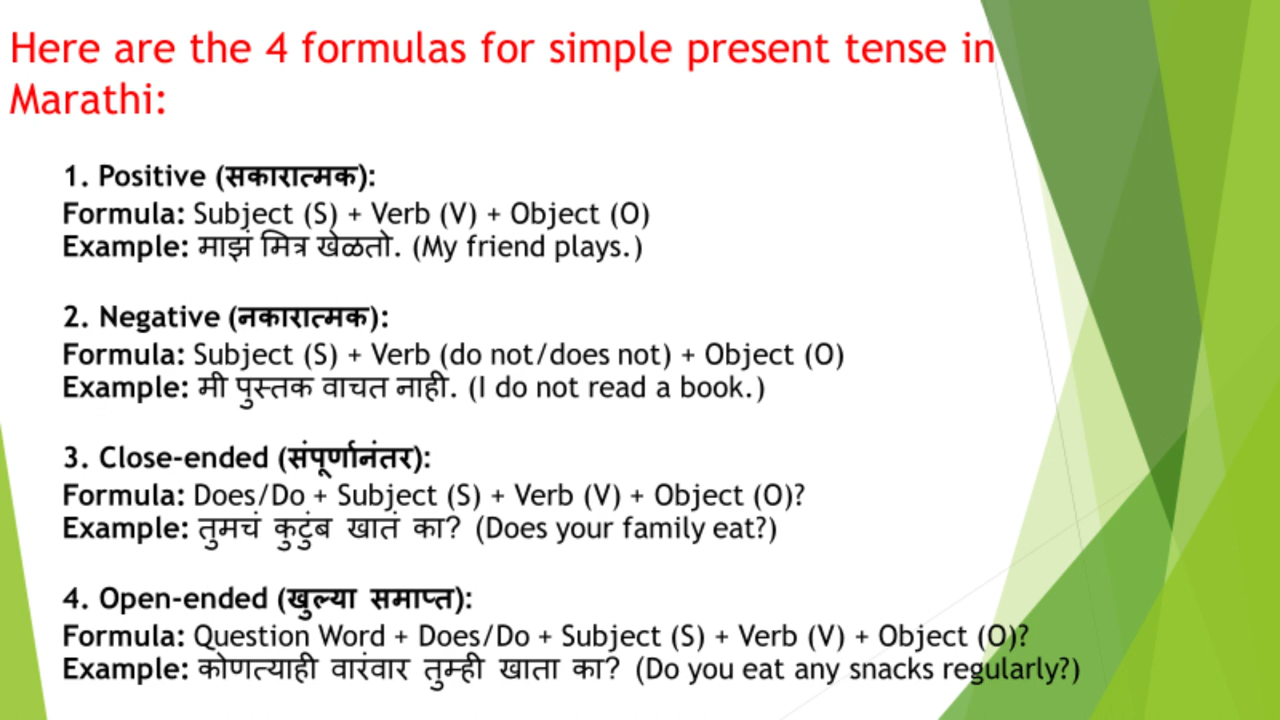 Here are the 4 formulas for simple present tense in
Marathi:
1. Positive (सकारात्मक):
Formula: Subject (S) + Verb (V) + Object (O)
Example: माझं मित्र खेळतो. (My friend plays.)
2. Negative (नकारात्मक):
Formula: Subject (S) + Verb (do not/does not) + Object (O)
Example: मी पुस्तक वाचत नाही. (I do not read a book.)
3. Close-ended (संपूर्णानंतर):
Formula: Does/Do + Subject (S) + Verb (V) + Object (O)?
Example: तुमचं कुटुंब खातं का? (Does your family eat?)
4. Open-ended (खुल्या समाप्त):
Formula: Question Word + Does/Do + Subject (S) + Verb (V) + Object (O)?
Example: कोणत्याही वारंवार तुम्ही खाता का? (Do you eat any snacks regularly?)